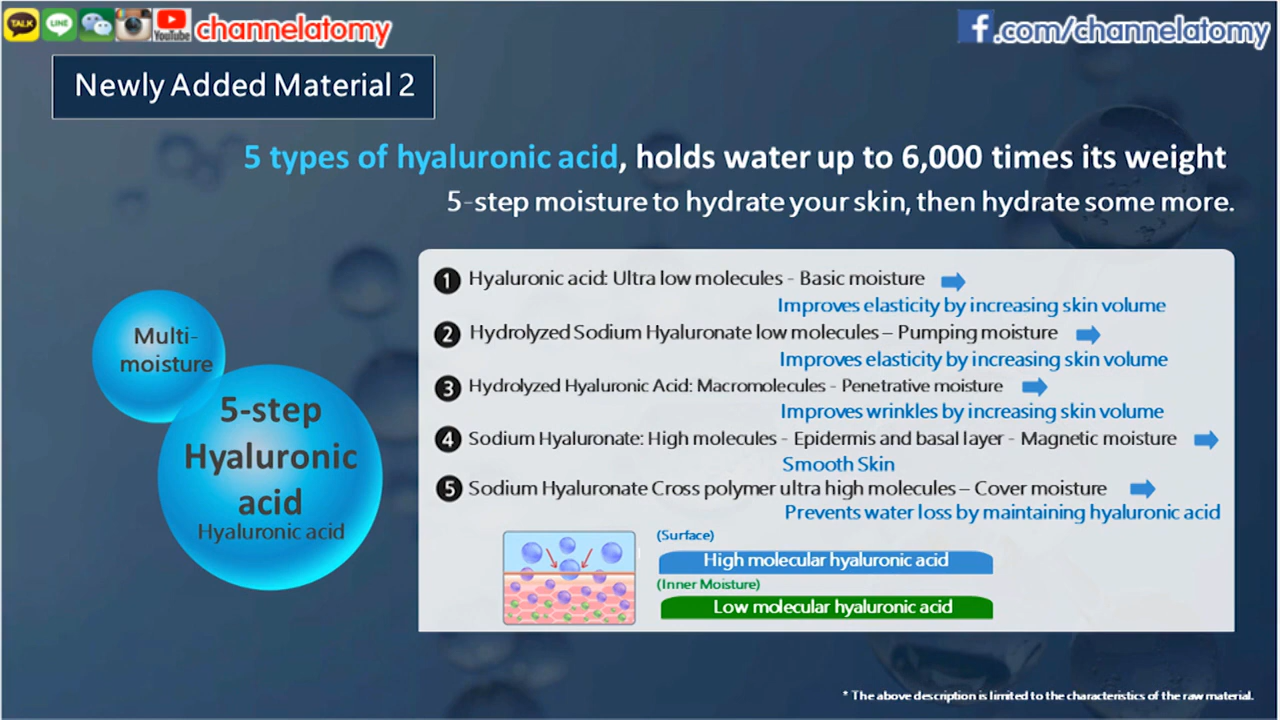 TALK LINE YouTube channelatomy
f.com/channelatomy
Newly Added Material 2
5 types of hyaluronic acid, holds water up to 6,000 times its weight
5-step moisture to hydrate your skin, then hydrate some more.
Multi-
moisture
5-step
Hyaluronic
acid
Hyaluronic acid
1 Hyaluronic acid: Ultra low molecules - Basic moisture
Improves elasticity by increasing skin volume
2 Hydrolyzed Sodium Hyaluronate low molecules – Pumping moisture
Improves elasticity by increasing skin volume
3 Hydrolyzed Hyaluronic Acid: Macromolecules - Penetrative moisture
Improves wrinkles by increasing skin volume
4 Sodium Hyaluronate: High molecules - Epidermis and basal layer - Magnetic moisture
Smooth Skin
5 Sodium Hyaluronate Cross polymer ultra high molecules – Cover moisture
Prevents water loss by maintaining hyaluronic acid
(Surface)
High molecular hyaluronic acid
(Inner Moisture)
Low molecular hyaluronic acid
* The above description is limited to the characteristics of the raw material.